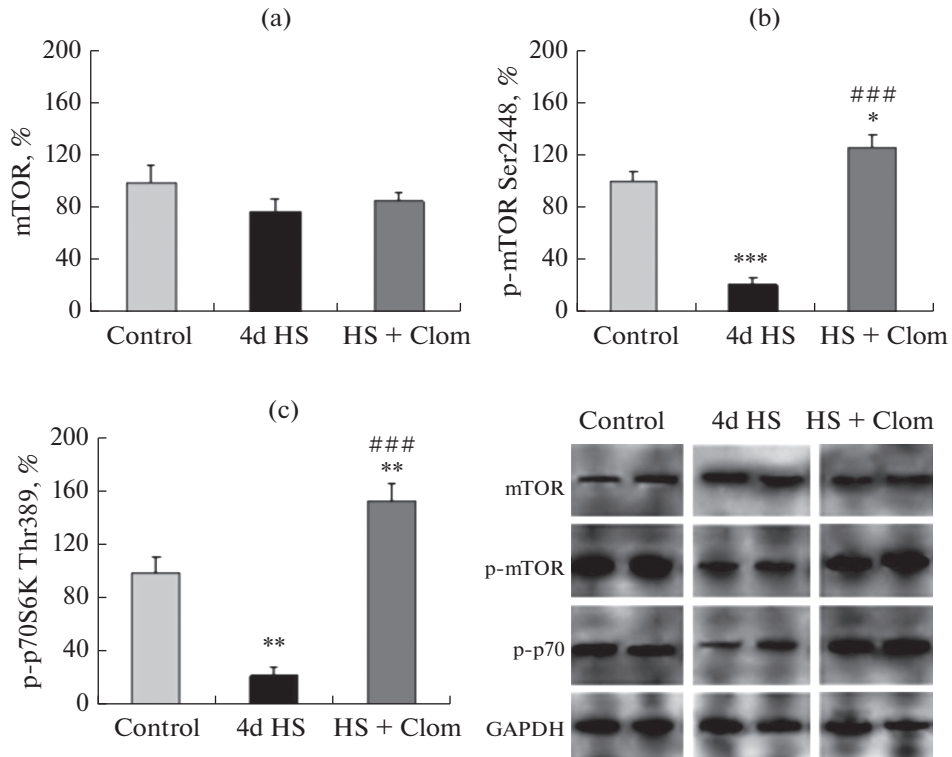 (a)
200
160
120
80
40
0
mTOR, %
Control 4d HS HS + Clom
(b)
200
160
120
80
40
0
p-mTOR Ser2448, %
***
###
*
Control 4d HS HS + Clom
(c)
200
160
120
80
40
0
p-p70S6K Thr389, %
**
###
**
Control 4d HS HS + Clom
Control 4d HS HS + Clom
mTOR
p-mTOR
p-p70
GAPDH